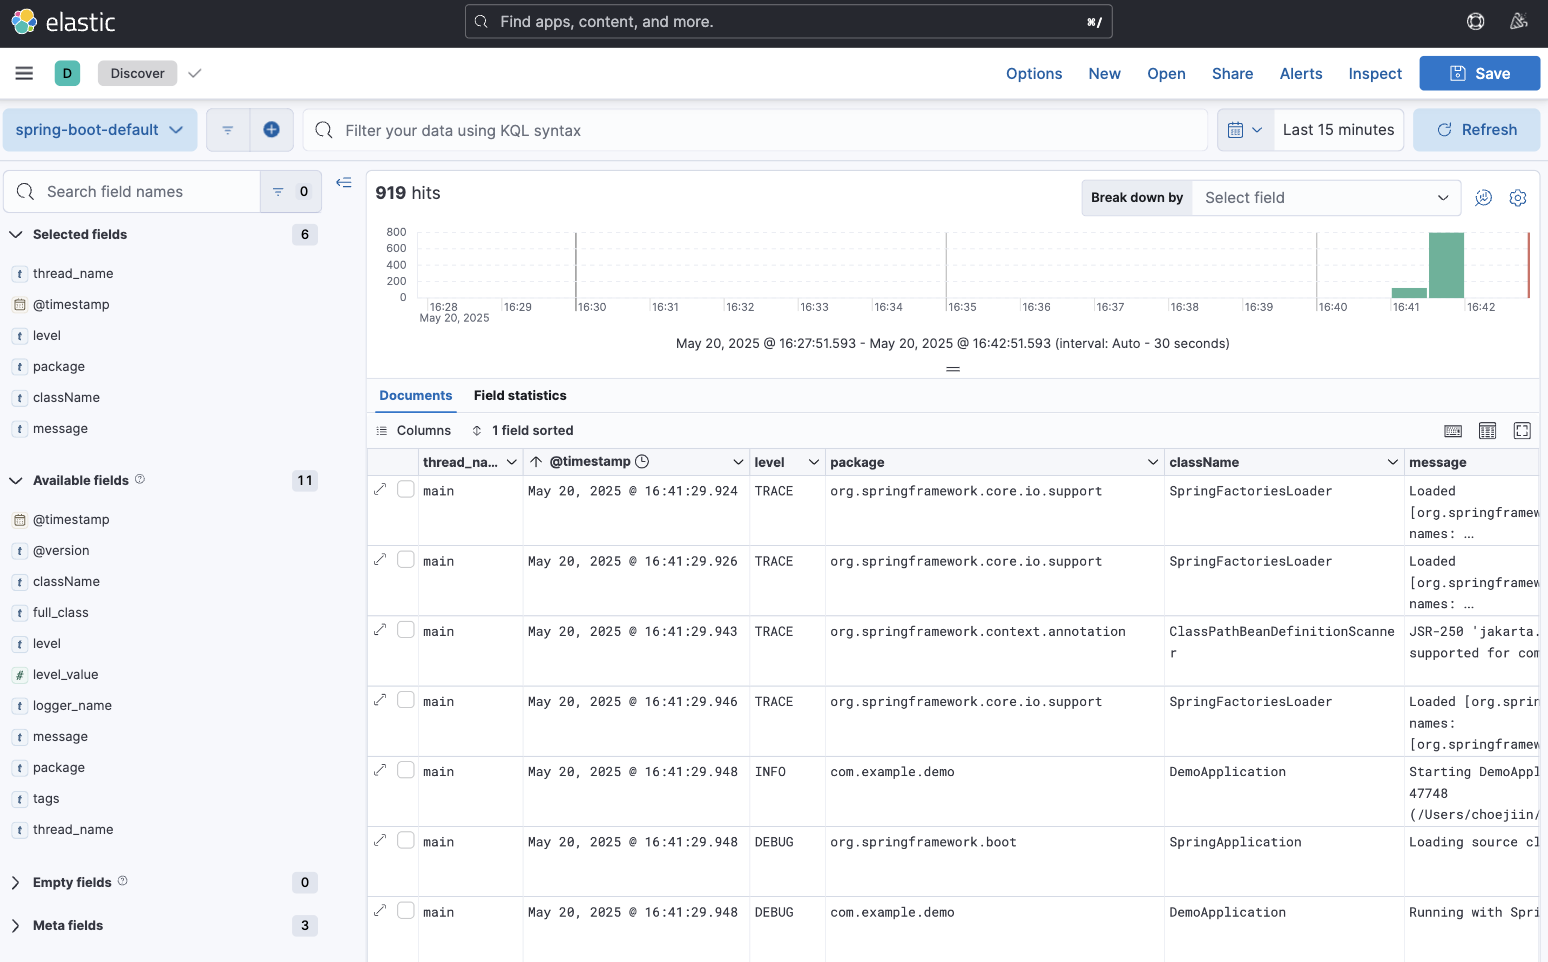 elastic
Find apps, content, and more.
⌘/
D
Discover
Options
New
Open
Share
Alerts
Inspect
Save
spring-boot-default
Filter your data using KQL syntax
Last 15 minutes
Refresh
Search field names
0
Selected fields
6
thread_name
@timestamp
level
package
className
message
Available fields
11
@timestamp
@version
className
full_class
level
level_value
logger_name
message
package
tags
thread_name
Empty fields
0
Meta fields
3
919 hits
Break down by
Select field
800
600
400
200
0
16:28
16:29
16:30
16:31
16:32
16:33
16:34
16:35
16:36
16:37
16:38
16:39
16:40
16:41
16:42
May 20, 2025
May 20, 2025 @ 16:27:51.593 - May 20, 2025 @ 16:42:51.593 (interval: Auto - 30 seconds)
Documents
Field statistics
Columns
1 field sorted
thread_na...
@timestamp
level
package
className
message
main
May 20, 2025 @ 16:41:29.924
TRACE
org.springframework.core.io.support
SpringFactoriesLoader
Loaded
[org.springframew
names: …
main
May 20, 2025 @ 16:41:29.926
TRACE
org.springframework.core.io.support
SpringFactoriesLoader
Loaded
[org.springframew
names: …
main
May 20, 2025 @ 16:41:29.943
TRACE
org.springframework.context.annotation
ClassPathBeanDefinitionScanne
r
JSR-250 'jakarta.
supported for com
main
May 20, 2025 @ 16:41:29.946
TRACE
org.springframework.core.io.support
SpringFactoriesLoader
Loaded [org.sprin
names:
[org.springframew
main
May 20, 2025 @ 16:41:29.948
INFO
com.example.demo
DemoApplication
Starting DemoAppl
47748
(/Users/choejiin/
main
May 20, 2025 @ 16:41:29.948
DEBUG
org.springframework.boot
SpringApplication
Loading source cl
main
May 20, 2025 @ 16:41:29.948
DEBUG
com.example.demo
DemoApplication
Running with Spri